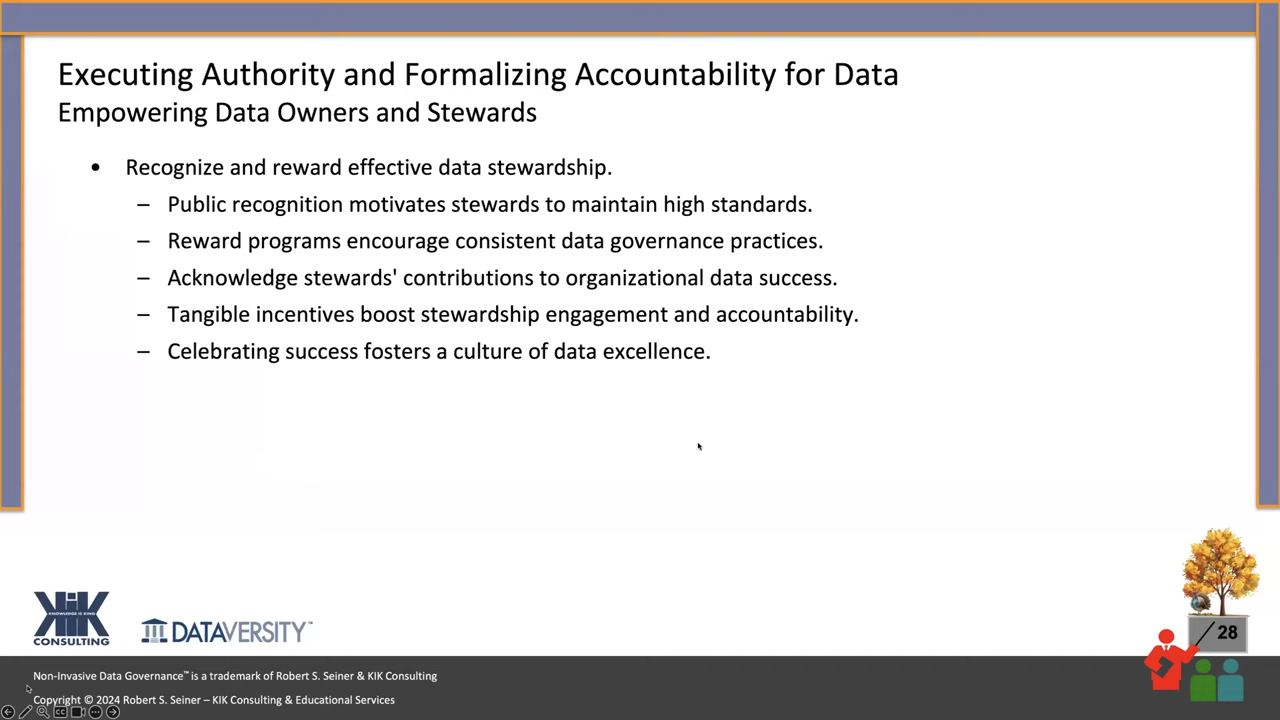 Executing Authority and Formalizing Accountability for Data
Empowering Data Owners and Stewards
• Recognize and reward effective data stewardship.
– Public recognition motivates stewards to maintain high standards.
– Reward programs encourage consistent data governance practices.
– Acknowledge stewards' contributions to organizational data success.
– Tangible incentives boost stewardship engagement and accountability.
– Celebrating success fosters a culture of data excellence.
KIK
KNOWLEDGE IS KING
CONSULTING
DATAVERSITY™
28
Non-Invasive Data Governance™ is a trademark of Robert S. Seiner & KIK Consulting
Copyright © 2024 Robert S. Seiner – KIK Consulting & Educational Services